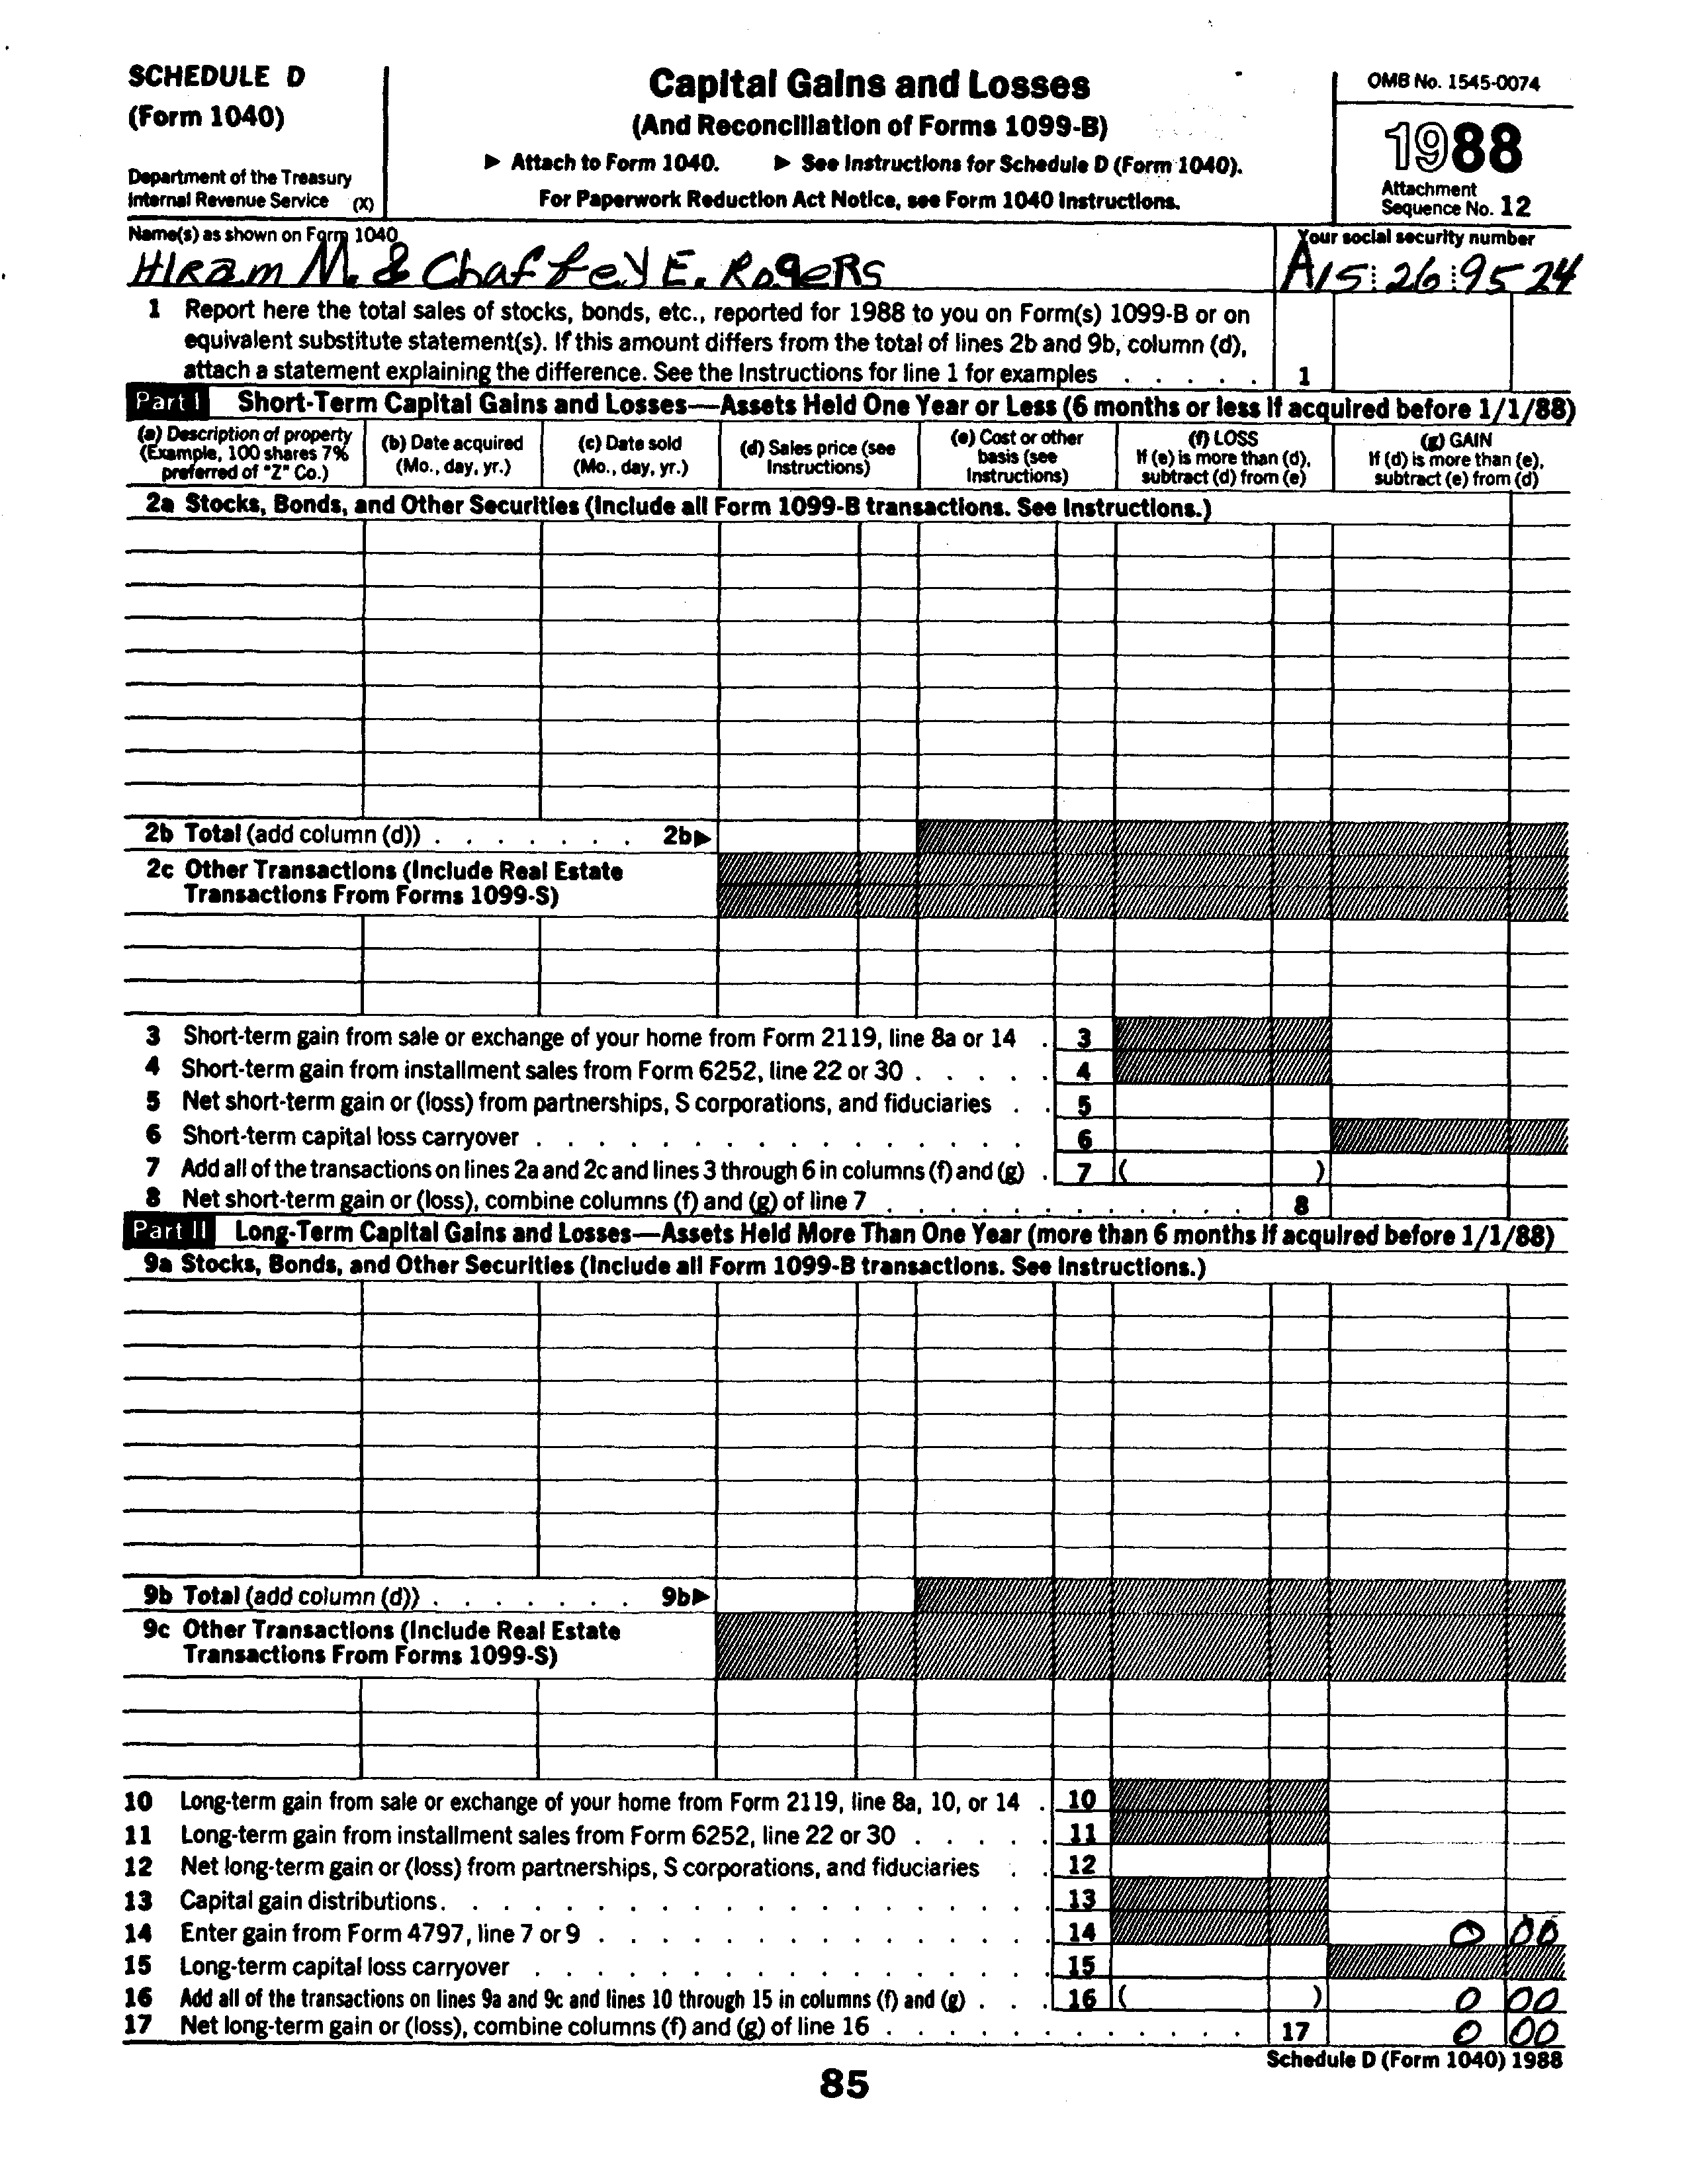 SCHEDULE D
(Form 1040)
Department of the Treasury
Internal Revenue Service (X)
Capital Gains and Losses
(And Reconciliation of Forms 1099-B)
▶ Attach to Form 1040. ▶ See Instructions for Schedule D (Form 1040).
For Paperwork Reduction Act Notice, see Form 1040 Instructions.
OMB No. 1545-0074
1988
Attachment
Sequence No. 12
Name(s) as shown on Form 1040
Hiram M. & Chaffey E. Rogers
Your social security number
A15 26 9524
1 Report here the total sales of stocks, bonds, etc., reported for 1988 to you on Form(s) 1099-B or on
equivalent substitute statement(s). If this amount differs from the total of lines 2b and 9b, column (d),
attach a statement explaining the difference. See the Instructions for line 1 for examples . . . . . 1
Part I Short-Term Capital Gains and Losses—Assets Held One Year or Less (6 months or less if acquired before 1/1/88)
(a) Description of property
(Example, 100 shares 7%
preferred of "Z" Co.)
(b) Date acquired
(Mo., day, yr.)
(c) Date sold
(Mo., day, yr.)
(d) Sales price (see
Instructions)
(e) Cost or other
basis (see
Instructions)
(f) LOSS
If (e) is more than (d),
subtract (d) from (e)
(g) GAIN
If (d) is more than (e),
subtract (e) from (d)
2a Stocks, Bonds, and Other Securities (Include all Form 1099-B transactions. See Instructions.)
2b Total (add column (d)) . . . . . . . 2b▶
2c Other Transactions (Include Real Estate
Transactions From Forms 1099-S)
3 Short-term gain from sale or exchange of your home from Form 2119, line 8a or 14 . 3
4 Short-term gain from installment sales from Form 6252, line 22 or 30 . . . . . 4
5 Net short-term gain or (loss) from partnerships, S corporations, and fiduciaries . . 5
6 Short-term capital loss carryover . . . . . . . . . . . . . . . . 6
7 Add all of the transactions on lines 2a and 2c and lines 3 through 6 in columns (f) and (g) . 7 ( )
8 Net short-term gain or (loss), combine columns (f) and (g) of line 7 . . . . . . . . . . . . 8
Part II Long-Term Capital Gains and Losses—Assets Held More Than One Year (more than 6 months if acquired before 1/1/88)
9a Stocks, Bonds, and Other Securities (Include all Form 1099-B transactions. See Instructions.)
9b Total (add column (d)) . . . . . . . 9b▶
9c Other Transactions (Include Real Estate
Transactions From Forms 1099-S)
10 Long-term gain from sale or exchange of your home from Form 2119, line 8a, 10, or 14 . 10
11 Long-term gain from installment sales from Form 6252, line 22 or 30 . . . . . 11
12 Net long-term gain or (loss) from partnerships, S corporations, and fiduciaries . . 12
13 Capital gain distributions . . . . . . . . . . . . . . . . . . . 13
14 Enter gain from Form 4797, line 7 or 9 . . . . . . . . . . . . . . 14 0 00
15 Long-term capital loss carryover . . . . . . . . . . . . . . . . 15
16 Add all of the transactions on lines 9a and 9c and lines 10 through 15 in columns (f) and (g) . . . 16 ( ) 0 00
17 Net long-term gain or (loss), combine columns (f) and (g) of line 16 . . . . . . . . . . . . 17 0 00
Schedule D (Form 1040) 1988
85